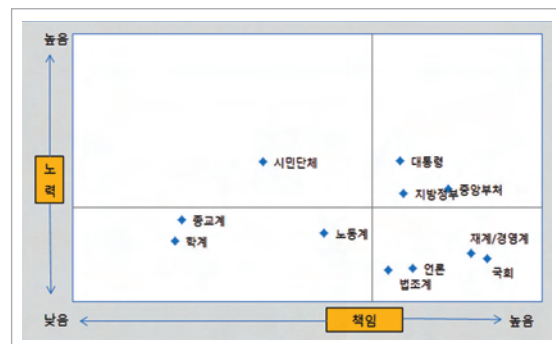 높음
노
력
시민단체
대통령
중앙부처
지방정부
종교계
학계
노동계
재계/경영계
언론
국회
법조계
낮음
책임
높음